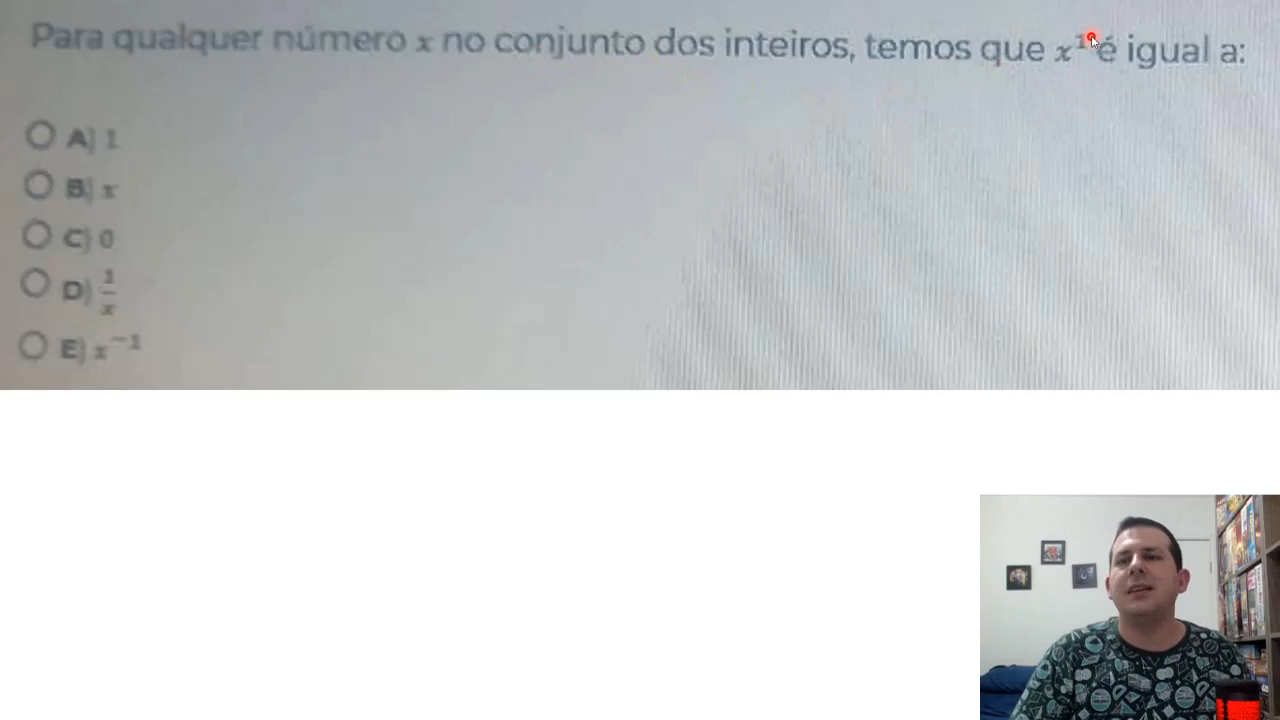 Para qualquer número x no conjunto dos inteiros, temos que x¹ é igual a:
A) 1
B) x
C) 0
D) 1/x
E) x⁻¹